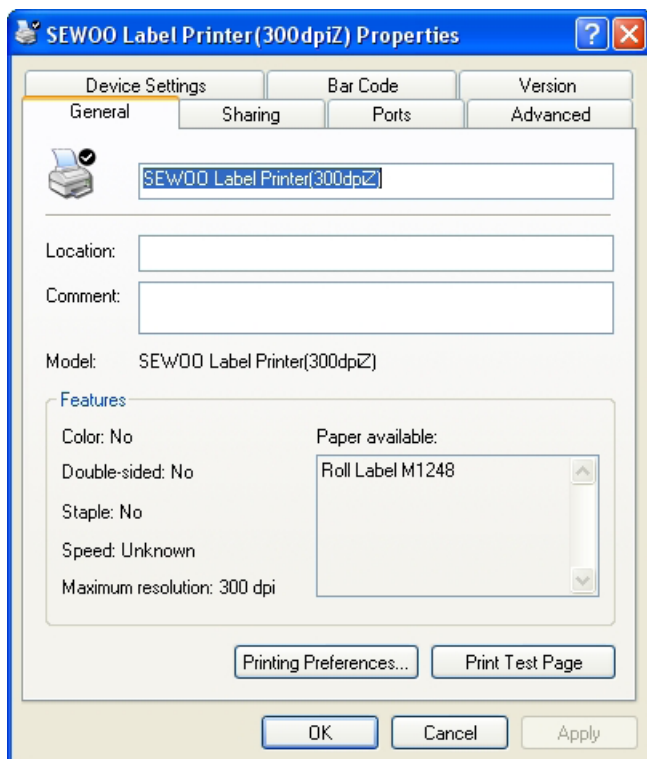 SEWOO Label Printer(300dpiZ) Properties
Device Settings Bar Code Version
General Sharing Ports Advanced
SEWOO Label Printer(300dpiZ)
Location:
Comment:
Model: SEWOO Label Printer(300dpiZ)
Features
Color: No Paper available:
Double-sided: No Roll Label M1248
Staple: No
Speed: Unknown
Maximum resolution: 300 dpi
Printing Preferences... Print Test Page
OK Cancel Apply